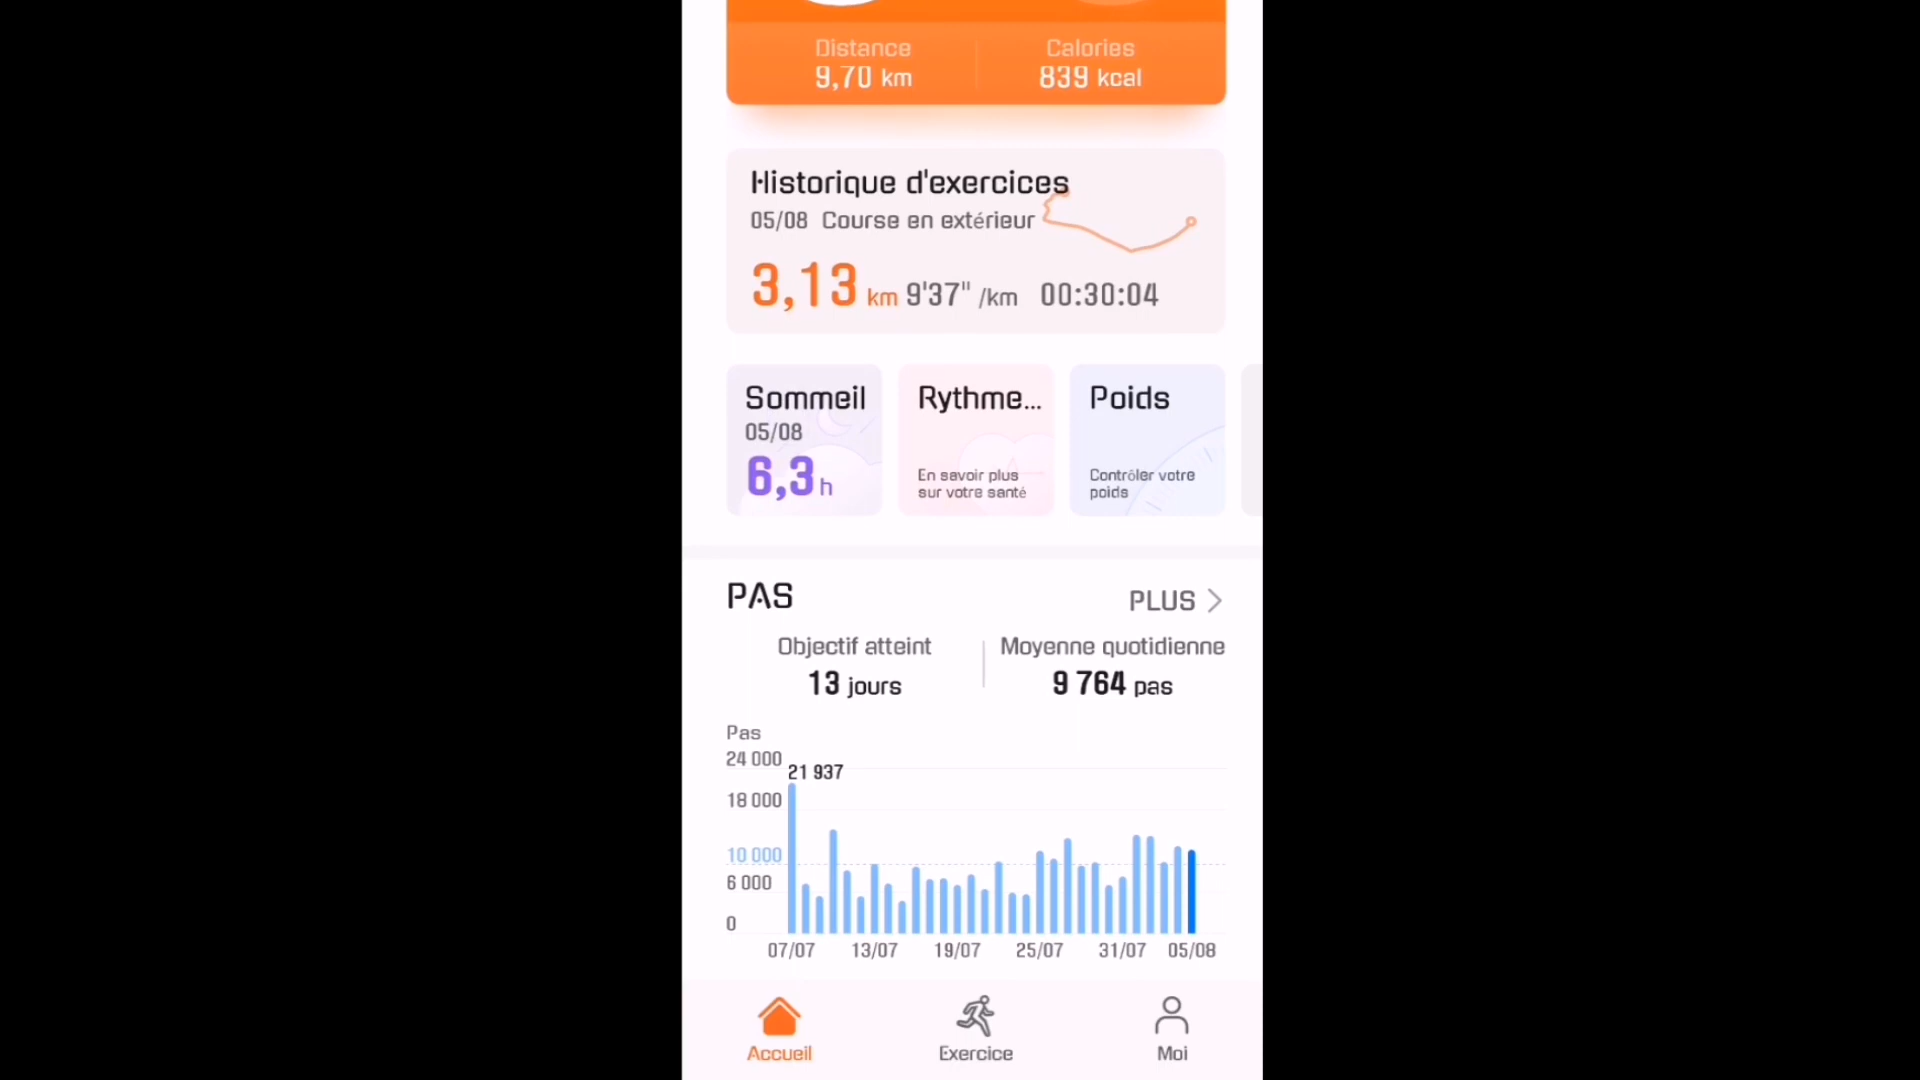 Distance
9,70 km
Calories
839 kcal
Historique d'exercices
05/08 Course en extérieur
3,13 km 9'37" /km 00:30:04
Sommeil
05/08
6,3 h
Rythme...
En savoir plus
sur votre santé
Poids
Contrôler votre
poids
PAS
PLUS
Objectif atteint
13 jours
Moyenne quotidienne
9 764 pas
Pas
24 000
21 937
18 000
10 000
6 000
0
07/07 13/07 19/07 25/07 31/07 05/08
Accueil
Exercice
Moi